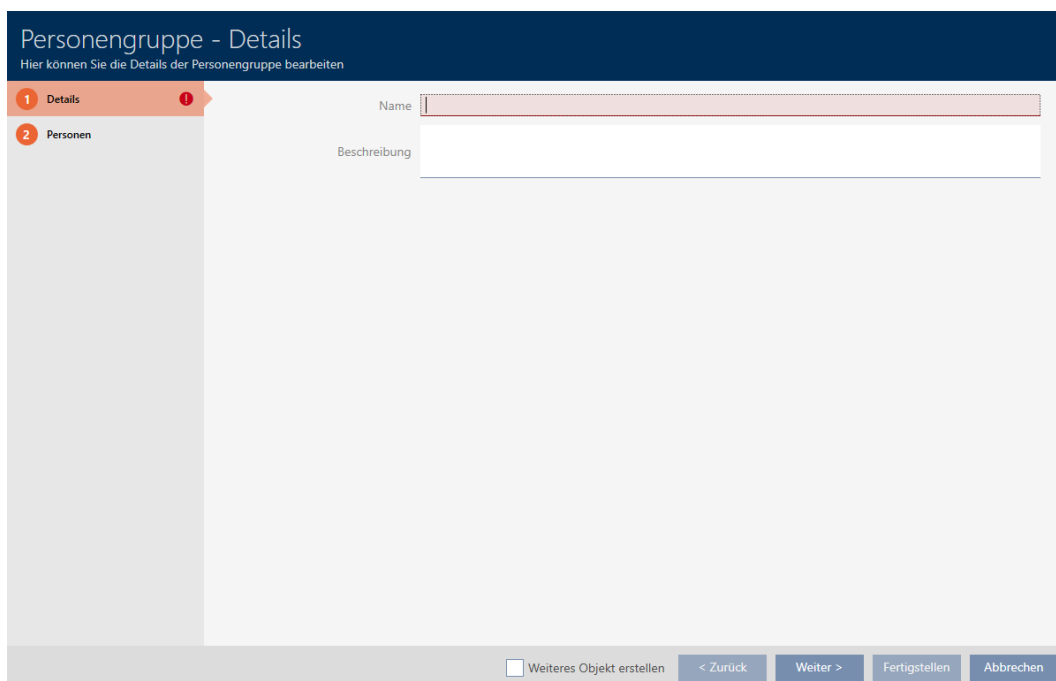 Personengruppe - Details
Hier können Sie die Details der Personengruppe bearbeiten
1 Details !
2 Personen
Name
Beschreibung
Weiteres Objekt erstellen < Zurück Weiter > Fertigstellen Abbrechen